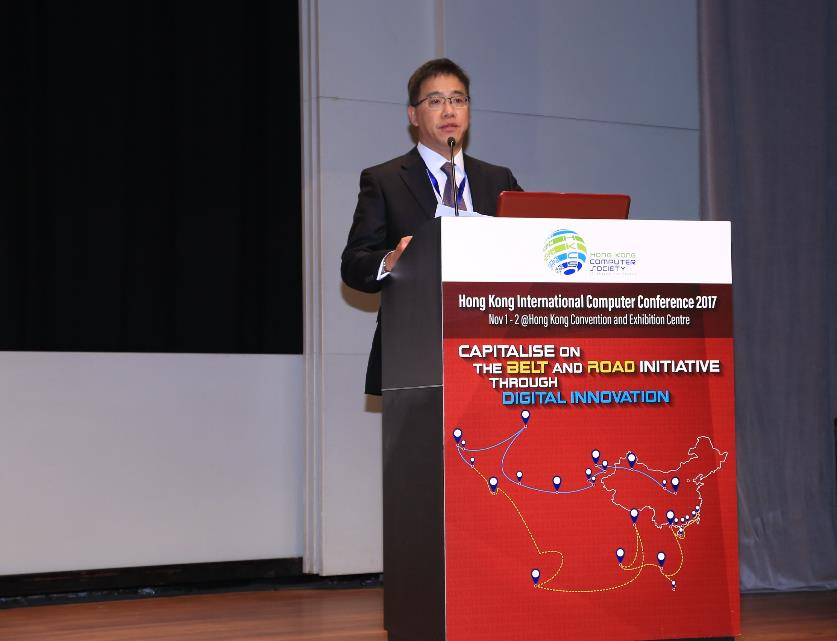 HONG KONG
COMPUTER
SOCIETY
Hong Kong International Computer Conference 2017
Nov 1 - 2 @Hong Kong Convention and Exhibition Centre
CAPITALISE ON
THE BELT AND ROAD INITIATIVE
THROUGH
DIGITAL INNOVATION